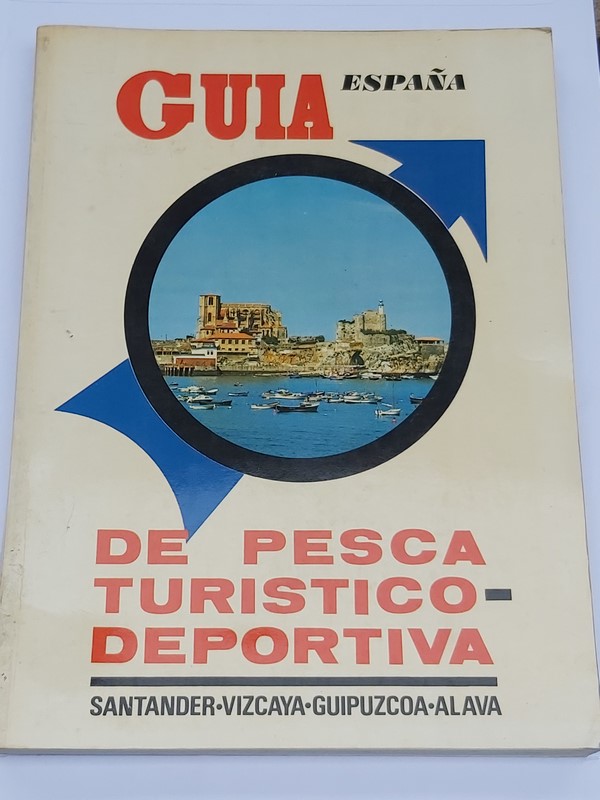 GUIA ESPAÑA
DE PESCA
TURISTICO-
DEPORTIVA
SANTANDER•VIZCAYA•GUIPUZCOA•ALAVA